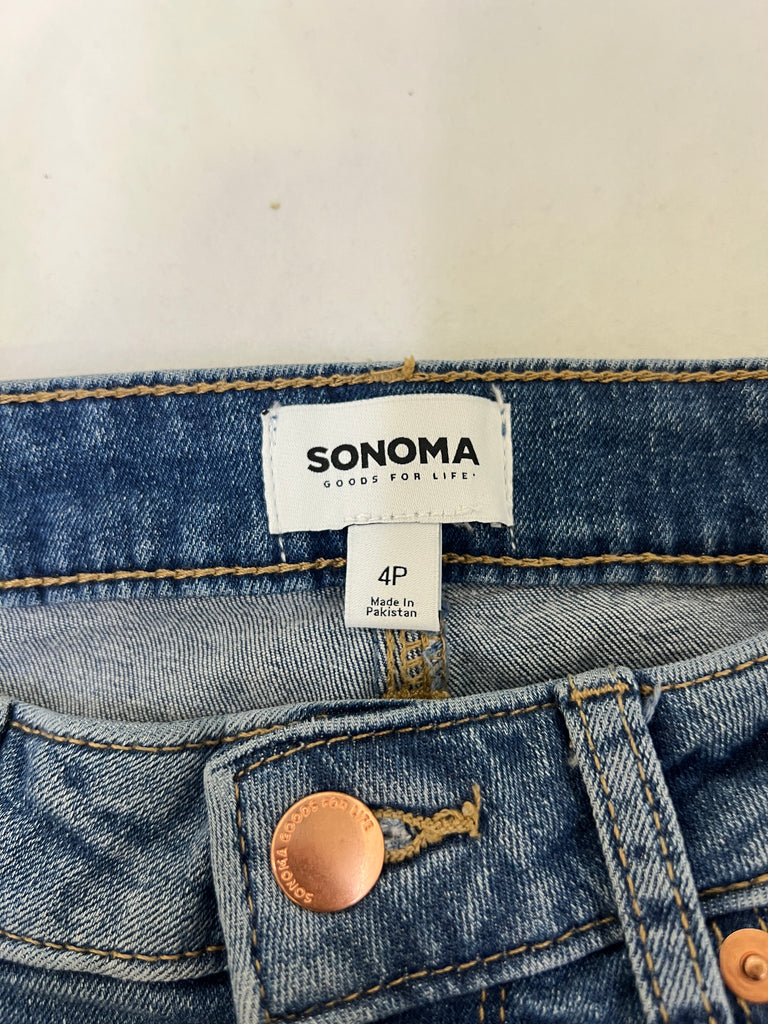 SONOMA
GOODS FOR LIFE
4P
Made In
Pakistan
SONOMA GOODS FOR LIFE